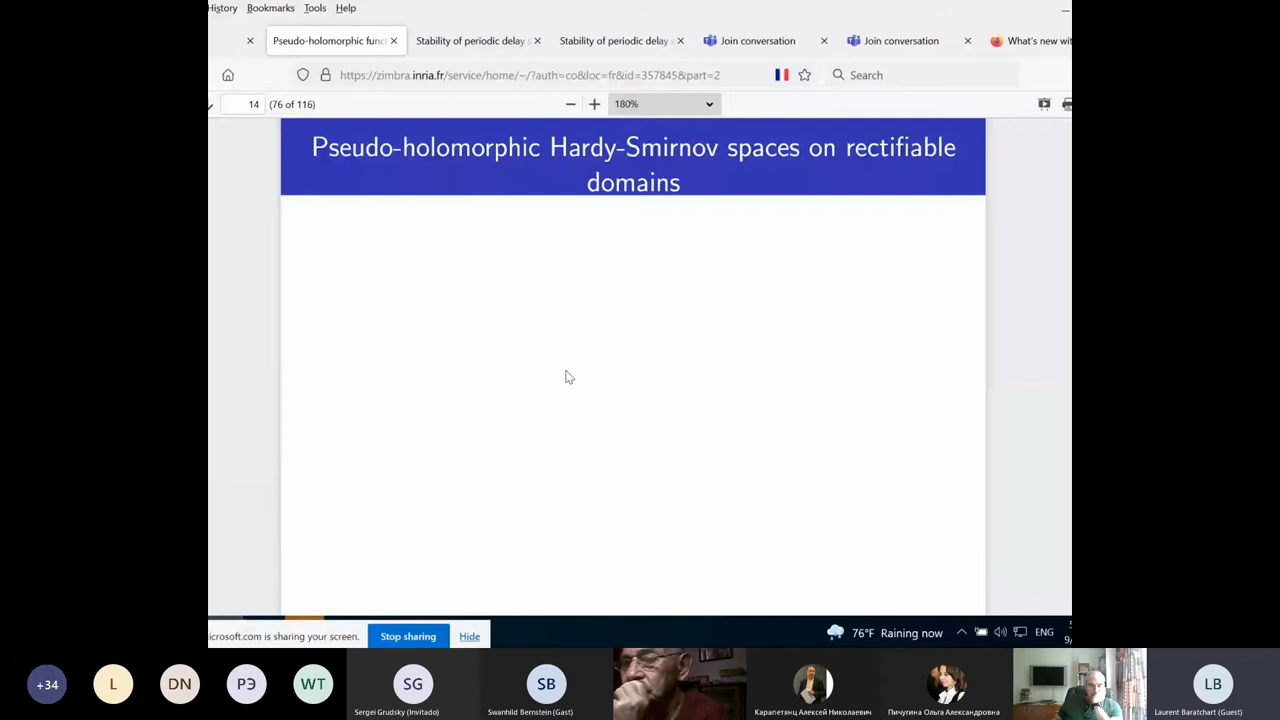 History Bookmarks Tools Help
Pseudo-holomorphic func
Stability of periodic delay s
Stability of periodic delay s
Join conversation
Join conversation
What's new wit
https://zimbra.inria.fr/service/home/~/?auth=co&doc=fr&id=357845&part=2
Search
14 (76 of 116)
180%
Pseudo-holomorphic Hardy-Smirnov spaces on rectifiable
domains
icrosoft.com is sharing your screen.
Stop sharing
Hide
76°F Raining now
ENG
9/
+34
L
DN
РЭ
WT
SG
SB
LB
Sergei Grudsky (Invitado)
Swanhild Bernstein (Gast)
Карапетянц Алексей Николаевич
Пичугина Ольга Александровна
Laurent Baratchart (Guest)